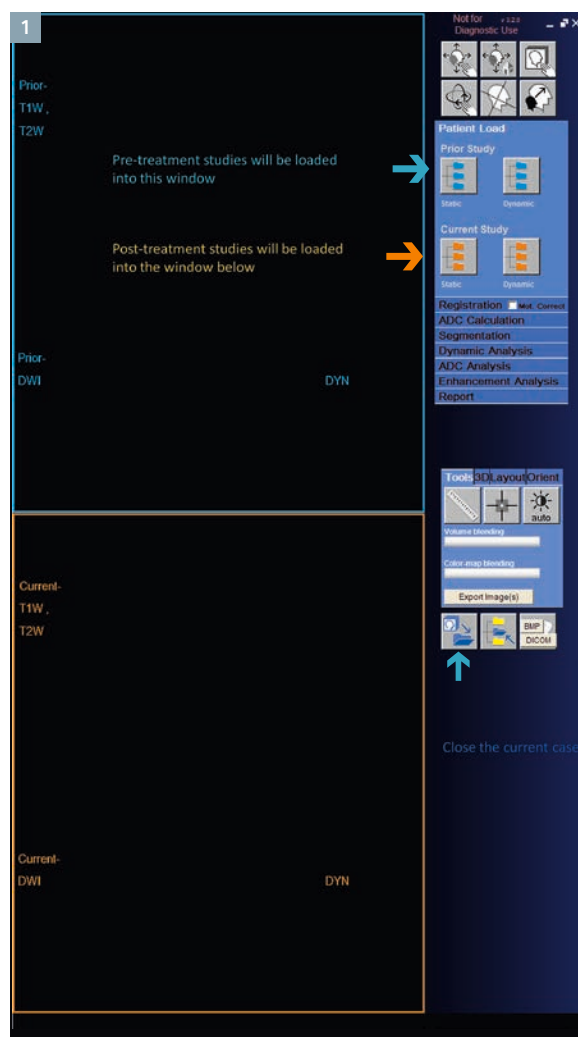 1
Not for v 3.2.0
Diagnostic Use
Prior-
T1W ,
T2W
Pre-treatment studies will be loaded
into this window
Post-treatment studies will be loaded
into the window below
Prior-
DWI
DYN
Patient Load
Prior Study
Static
Dynamic
Current Study
Static
Dynamic
Registration Mot. Correct
ADC Calculation
Segmentation
Dynamic Analysis
ADC Analysis
Enhancement Analysis
Report
Tools 3D Layout Orient
auto
Volume blending
Color-map blending
Export Image(s)
BMP
DICOM
Close the current case
Current-
T1W ,
T2W
Current-
DWI
DYN